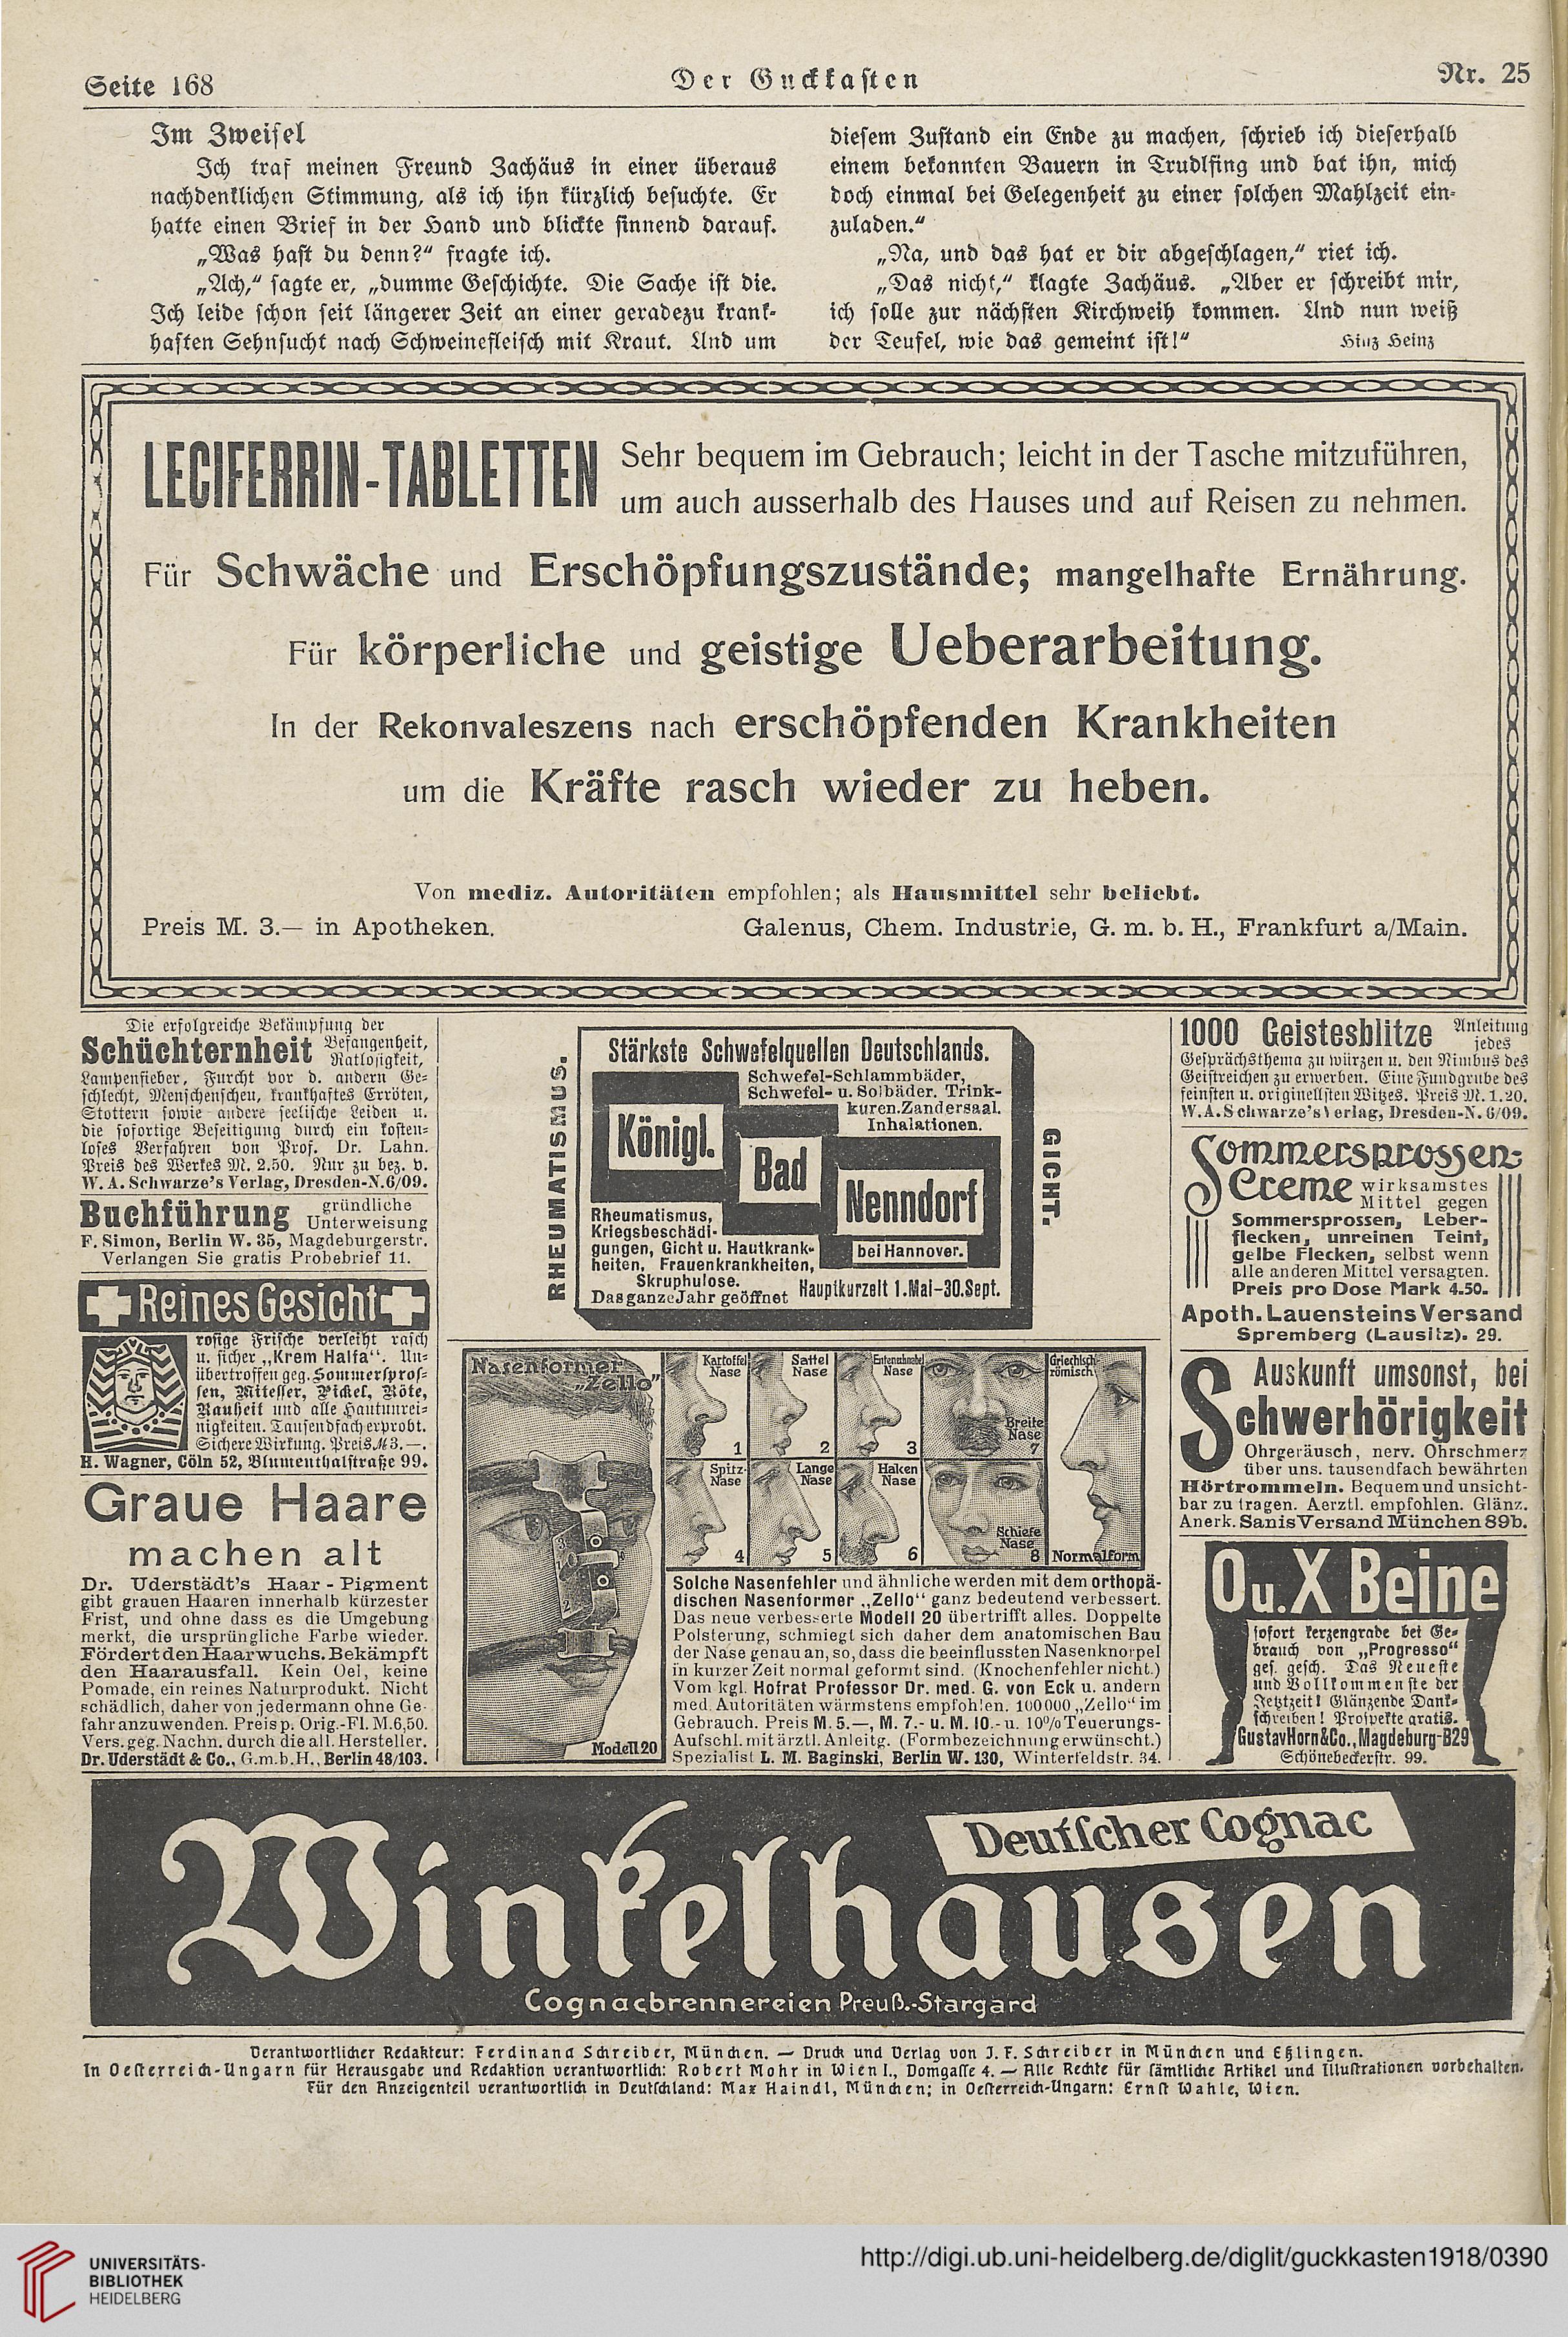 Seite 168
Der Guckkasten
Nr. 25
Im Zweifel
Ich traf meinen Freund Zachäus in einer überaus
nachdenklichen Stimmung, als ich ihn kürzlich besuchte. Er
hatte einen Brief in der Hand und blickte sinnend darauf.
„Was hast du denn?“ fragte ich.
„Ach,“ sagte er, „dumme Geschichte. Die Sache ist die.
Ich leide schon seit längerer Zeit an einer geradezu krank-
haften Sehnsucht nach Schweinefleisch mit Kraut. Und um
diesem Zustand ein Ende zu machen, schrieb ich dieserhalb
einem bekannten Bauern in Trudlfing und bat ihn, mich
doch einmal bei Gelegenheit zu einer solchen Mahlzeit ein-
zuladen.“
„Na, und das hat er dir abgeschlagen,“ riet ich.
„Das nicht,“ klagte Zachäus. „Aber er schreibt mir,
ich solle zur nächsten Kirchweih kommen. Und nun weiß
der Teufel, wie das gemeint ist!“
Hinz Heinz
LECIFERRIN-TABLETTEN
Sehr bequem im Gebrauch; leicht in der Tasche mitzuführen,
um auch ausserhalb des Hauses und auf Reisen zu nehmen.
Für Schwäche und Erschöpfungszustände; mangelhafte Ernährung.
Für körperliche und geistige Ueberarbeitung.
In der Rekonvaleszens nach erschöpfenden Krankheiten
um die Kräfte rasch wieder zu heben.
Von mediz. Autoritäten empfohlen; als Hausmittel sehr beliebt.
Preis M. 3.— in Apotheken.
Galenus, Chem. Industrie, G. m. b. H., Frankfurt a/Main.
Die erfolgreiche Bekämpfung der
Schüchternheit Befangenheit,
Ratlosigkeit,
Lampenfieber, Furcht vor d. andern Ge-
schlecht, Menschenscheu, krankhaftes Erröten,
Stottern sowie andere seelische Leiden u.
die sofortige Beseitigung durch ein kosten-
loses Verfahren von Prof. Dr. Lahn.
Preis des Werkes M. 2.50. Nur zu bez. v.
W. A. Schwarze's Verlag, Dresden-N.6/09.
Buchführung gründliche
Unterweisung
F. Simon, Berlin W. 35, Magdeburgerstr.
Verlangen Sie gratis Probebrief 11.
Reines Gesicht
rosige Frische verleiht rasch
u. sicher „Krem Halfa“. Un-
übertroffen geg. Sommerspros-
sen, Mitesser, Pickel, Röte,
Rauheit und alle Hautunrei-
nigkeiten. Tausendfach erprobt.
Sichere Wirkung. Preis M 3.—.
H. Wagner, Cöln 52, Blumenthalstraße 99.
Graue Haare
machen alt
Dr. Uderstädt's Haar - Pigment
gibt grauen Haaren innerhalb kürzester
Frist, und ohne dass es die Umgebung
merkt, die ursprüngliche Farbe wieder.
Fördert den Haarwuchs. Bekämpft
den Haarausfall. Kein Oel, keine
Pomade, ein reines Naturprodukt. Nicht
schädlich, daher von jedermann ohne Ge-
fahr anzuwenden. Preis p. Orig.-Fl. M.6,50.
Vers. geg. Nachn. durch die all. Hersteller.
Dr. Uderstädt & Co., G.m.b.H., Berlin 48/103.
RHEUMATISMUS.
Stärkste Schwefelquellen Deutschlands.
Schwefel-Schlammbäder,
Schwefel- u. Solbäder. Trink-
kuren. Zandersaal.
Inhalationen.
Königl.
Bad
Nenndorf
bei Hannover.
Rheumatismus,
Kriegsbeschädi-
gungen, Gicht u. Hautkrank-
heiten, Frauenkrankheiten,
Skruphulose.
Das ganze Jahr geöffnet
Hauptkurzeit 1.Mai-30.Sept.
GICHT.
Nasenformer
„Zello“
Modell 20
Kartoffel
Nase
1
Sattel
Nase
2
Entenschnabel
Nase
3
Breite
Nase
7
Griechisch
römisch
Spitz-
Nase
4
Lange
Nase
5
Haken
Nase
6
Schiefe
Nase
8
Normalform
Solche Nasenfehler und ähnliche werden mit dem orthopä-
dischen Nasenformer „Zello“ ganz bedeutend verbessert.
Das neue verbesserte Modell 20 übertrifft alles. Doppelte
Polsterung, schmiegt sich daher dem anatomischen Bau
der Nase genau an, so, dass die beeinflussten Nasenknorpel
in kurzer Zeit normal geformt sind. (Knochenfehler nicht.)
Vom kgl. Hofrat Professor Dr. med. G. von Eck u. andern
med. Autoritäten wärmstens empfohlen. 100000 „Zello“ im
Gebrauch. Preis M. 5.—, M. 7.- u. M. 10.- u. 10% Teuerungs-
Aufschl. mit ärztl. Anleitg. (Formbezeichnung erwünscht.)
Spezialist L. M. Baginski, Berlin W. 130, Winterfeldstr. 34.
1000 Geistesblitze Anleitung
jedes
Gesprächsthema zu würzen u. den Nimbus des
Geistreichen zu erwerben. Eine Fundgrube des
feinsten u. originellsten Witzes. Preis M. 1.20.
W. A. Schwarze's Verlag, Dresden-N. 6/09.
Sommersprossen-
Creme wirksamstes
Mittel gegen
Sommersprossen, Leber-
flecken, unreinen Teint,
gelbe Flecken, selbst wenn
alle anderen Mittel versagten.
Preis pro Dose Mark 4.50.
Apoth. Lauensteins Versand
Spremberg (Lausitz). 29.
Auskunft umsonst, bei
Schwerhörigkeit
Ohrgeräusch, nerv. Ohrschmerz
über uns. tausendfach bewährten
Hörtrommeln. Bequem und unsicht-
bar zu tragen. Aerztl. empfohlen. Glänz.
Anerk. Sanis Versand München 89b.
O u. X Beine
sofort kerzengrade bei Ge-
brauch von „Progresso“
ges. gesch. Das Neueste
und Vollkommenste der
Jetztzeit! Glänzende Dank-
schreiben! Prospekte gratis.
Gustav Horn & Co., Magdeburg-B29
Schönebeckerstr. 99.
Deutscher Cognac
Winkelhausen
Cognacbrennereien Preuß.-Stargard
Verantwortlicher Redakteur: Ferdinand Schreiber, München. — Druck und Verlag von J. F. Schreiber in München und Eßlingen.
In Oesterreich-Ungarn für Herausgabe und Redaktion verantwortlich: Robert Mohr in Wien I., Domgasse 4. — Alle Rechte für sämtliche Artikel und Illustrationen vorbehalten.
Für den Anzeigenteil verantwortlich in Deutschland: Max Haindl, München; in Oesterreich-Ungarn: Ernst Wahle, Wien.
UNIVERSITÄTS-
BIBLIOTHEK
HEIDELBERG
http://digi.ub.uni-heidelberg.de/diglit/guckkasten1918/0390